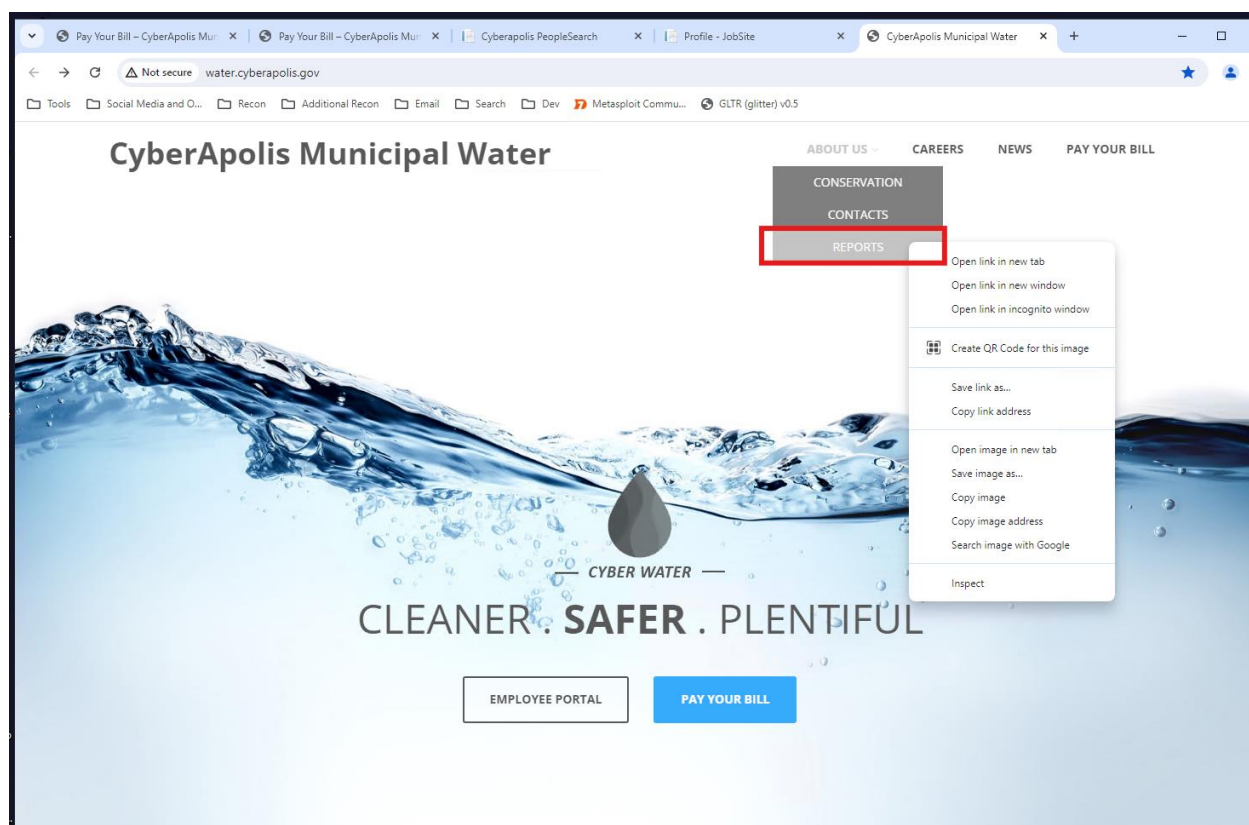 Pay Your Bill – CyberApolis Mun
Pay Your Bill – CyberApolis Mun
Cyberapolis PeopleSearch
Profile - JobSite
CyberApolis Municipal Water
Not secure water.cyberapolis.gov
Tools Social Media and O... Recon Additional Recon Email Search Dev Metasploit Commu... GLTR (glitter) v0.5
CyberApolis Municipal Water
ABOUT US CAREERS NEWS PAY YOUR BILL
CONSERVATION
CONTACTS
REPORTS
Open link in new tab
Open link in new window
Open link in incognito window
Create QR Code for this image
Save link as...
Copy link address
Open image in new tab
Save image as...
Copy image
Copy image address
Search image with Google
Inspect
CYBER WATER
CLEANER . SAFER . PLENTIFUL
EMPLOYEE PORTAL PAY YOUR BILL